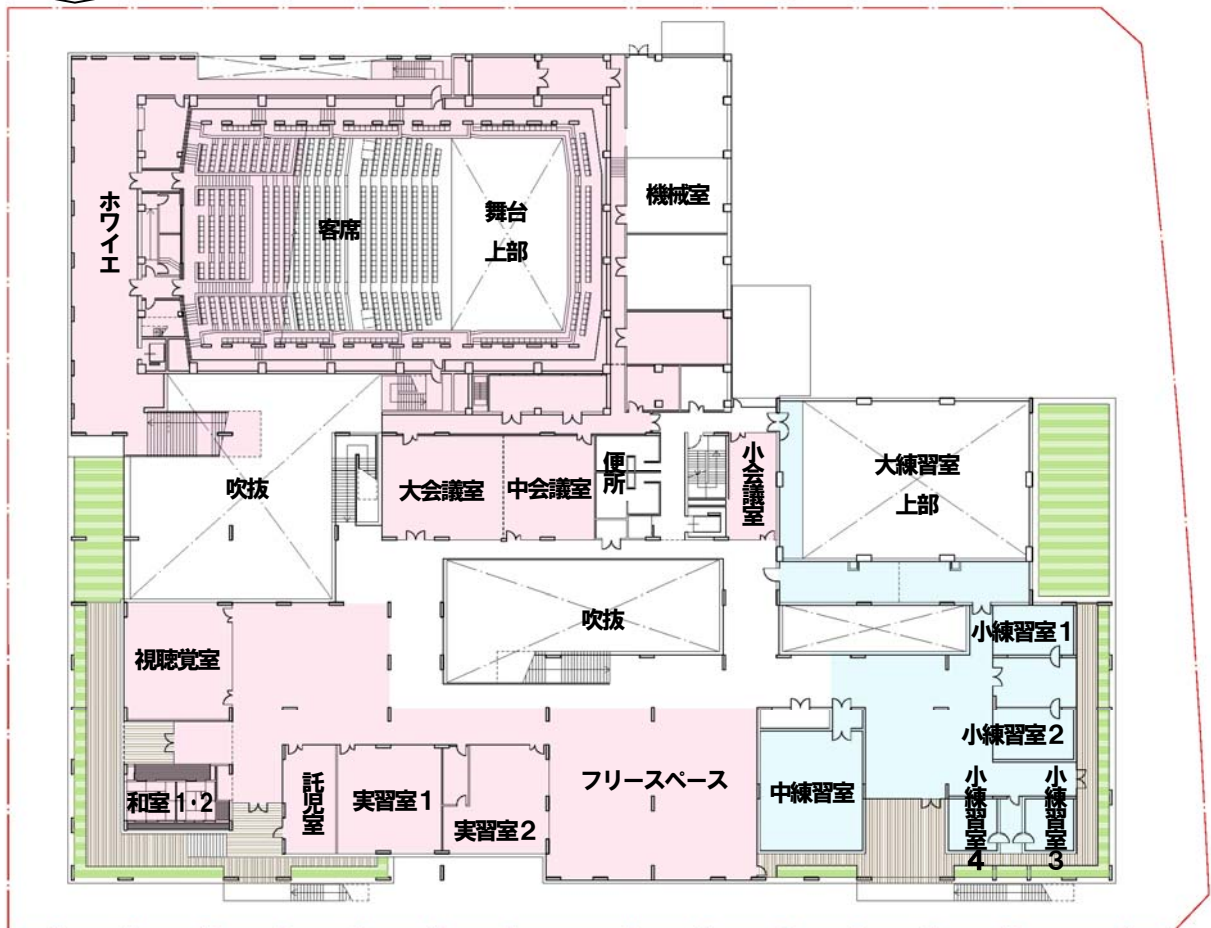 ホワイエ
客席
舞台
上部
機械室
大会議室
中会議室
便所
小会議室
大練習室
上部
吹抜
吹抜
視聴覚室
小練習室1
小練習室2
和室1・2
託児室
実習室1
実習室2
フリースペース
中練習室
小練習室4
小練習室3